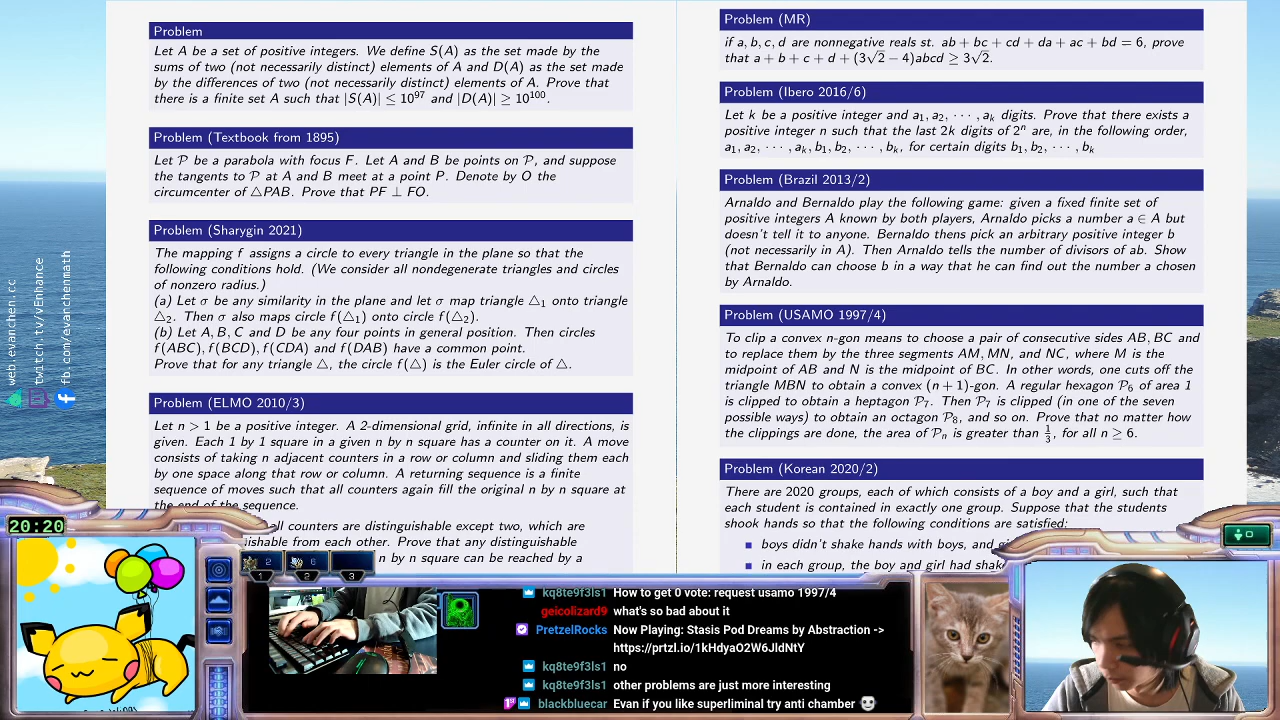 Problem
Let A be a set of positive integers. We define S(A) as the set made by the
sums of two (not necessarily distinct) elements of A and D(A) as the set made
by the differences of two (not necessarily distinct) elements of A. Prove that
there is a finite set A such that |S(A)| ≤ 10^97 and |D(A)| ≥ 10^100.
Problem (Textbook from 1895)
Let P be a parabola with focus F. Let A and B be points on P, and suppose
the tangents to P at A and B meet at a point P. Denote by O the
circumcenter of △PAB. Prove that PF ⊥ FO.
Problem (Sharygin 2021)
The mapping f assigns a circle to every triangle in the plane so that the
following conditions hold. (We consider all nondegenerate triangles and circles
of nonzero radius.)
(a) Let σ be any similarity in the plane and let σ map triangle △₁ onto triangle
△₂. Then σ also maps circle f(△₁) onto circle f(△₂).
(b) Let A, B, C and D be any four points in general position. Then circles
f(ABC), f(BCD), f(CDA) and f(DAB) have a common point.
Prove that for any triangle △, the circle f(△) is the Euler circle of △.
Problem (ELMO 2010/3)
Let n > 1 be a positive integer. A 2-dimensional grid, infinite in all directions, is
given. Each 1 by 1 square in a given n by n square has a counter on it. A move
consists of taking n adjacent counters in a row or column and sliding them each
by one space along that row or column. A returning sequence is a finite
sequence of moves such that all counters again fill the original n by n square at
the end of the sequence.
all counters are distinguishable except two, which are
from each other. Prove that any distinguishable
n by n square can be reached by a
Problem (MR)
if a, b, c, d are nonnegative reals st. ab + bc + cd + da + ac + bd = 6, prove
that a + b + c + d + (3√2 − 4)abcd ≥ 3√2.
Problem (Ibero 2016/6)
Let k be a positive integer and a₁, a₂, ··· , aₖ digits. Prove that there exists a
positive integer n such that the last 2k digits of 2ⁿ are, in the following order,
a₁, a₂, ··· , aₖ, b₁, b₂, ··· , bₖ, for certain digits b₁, b₂, ··· , bₖ
Problem (Brazil 2013/2)
Arnaldo and Bernaldo play the following game: given a fixed finite set of
positive integers A known by both players, Arnaldo picks a number a ∈ A but
doesn't tell it to anyone. Bernaldo thens pick an arbitrary positive integer b
(not necessarily in A). Then Arnaldo tells the number of divisors of ab. Show
that Bernaldo can choose b in a way that he can find out the number a chosen
by Arnaldo.
Problem (USAMO 1997/4)
To clip a convex n-gon means to choose a pair of consecutive sides AB, BC and
to replace them by the three segments AM, MN, and NC, where M is the
midpoint of AB and N is the midpoint of BC. In other words, one cuts off the
triangle MBN to obtain a convex (n + 1)-gon. A regular hexagon P₆ of area 1
is clipped to obtain a heptagon P₇. Then P₇ is clipped (in one of the seven
possible ways) to obtain an octagon P₈, and so on. Prove that no matter how
the clippings are done, the area of Pₙ is greater than 1/3, for all n ≥ 6.
Problem (Korean 2020/2)
There are 2020 groups, each of which consists of a boy and a girl, such that
each student is contained in exactly one group. Suppose that the students
shook hands so that the following conditions are satisfied:
boys didn't shake hands with boys, and
in each group, the boy and girl had
web.evanchen.cc
twitch.tv/vEnhance
fb.com/evanchenmath
20:20
2
6
1
2
3
0
How to get 0 vote: request usamo 1997/4
geicolizard9 what's so bad about it
PretzelRocks Now Playing: Stasis Pod Dreams by Abstraction ->
https://prtzl.io/1kHdyaO2W6JldNtY
kq8te9f3ls1 no
kq8te9f3ls1 other problems are just more interesting
blackbluecar Evan if you like superliminal try anti chamber